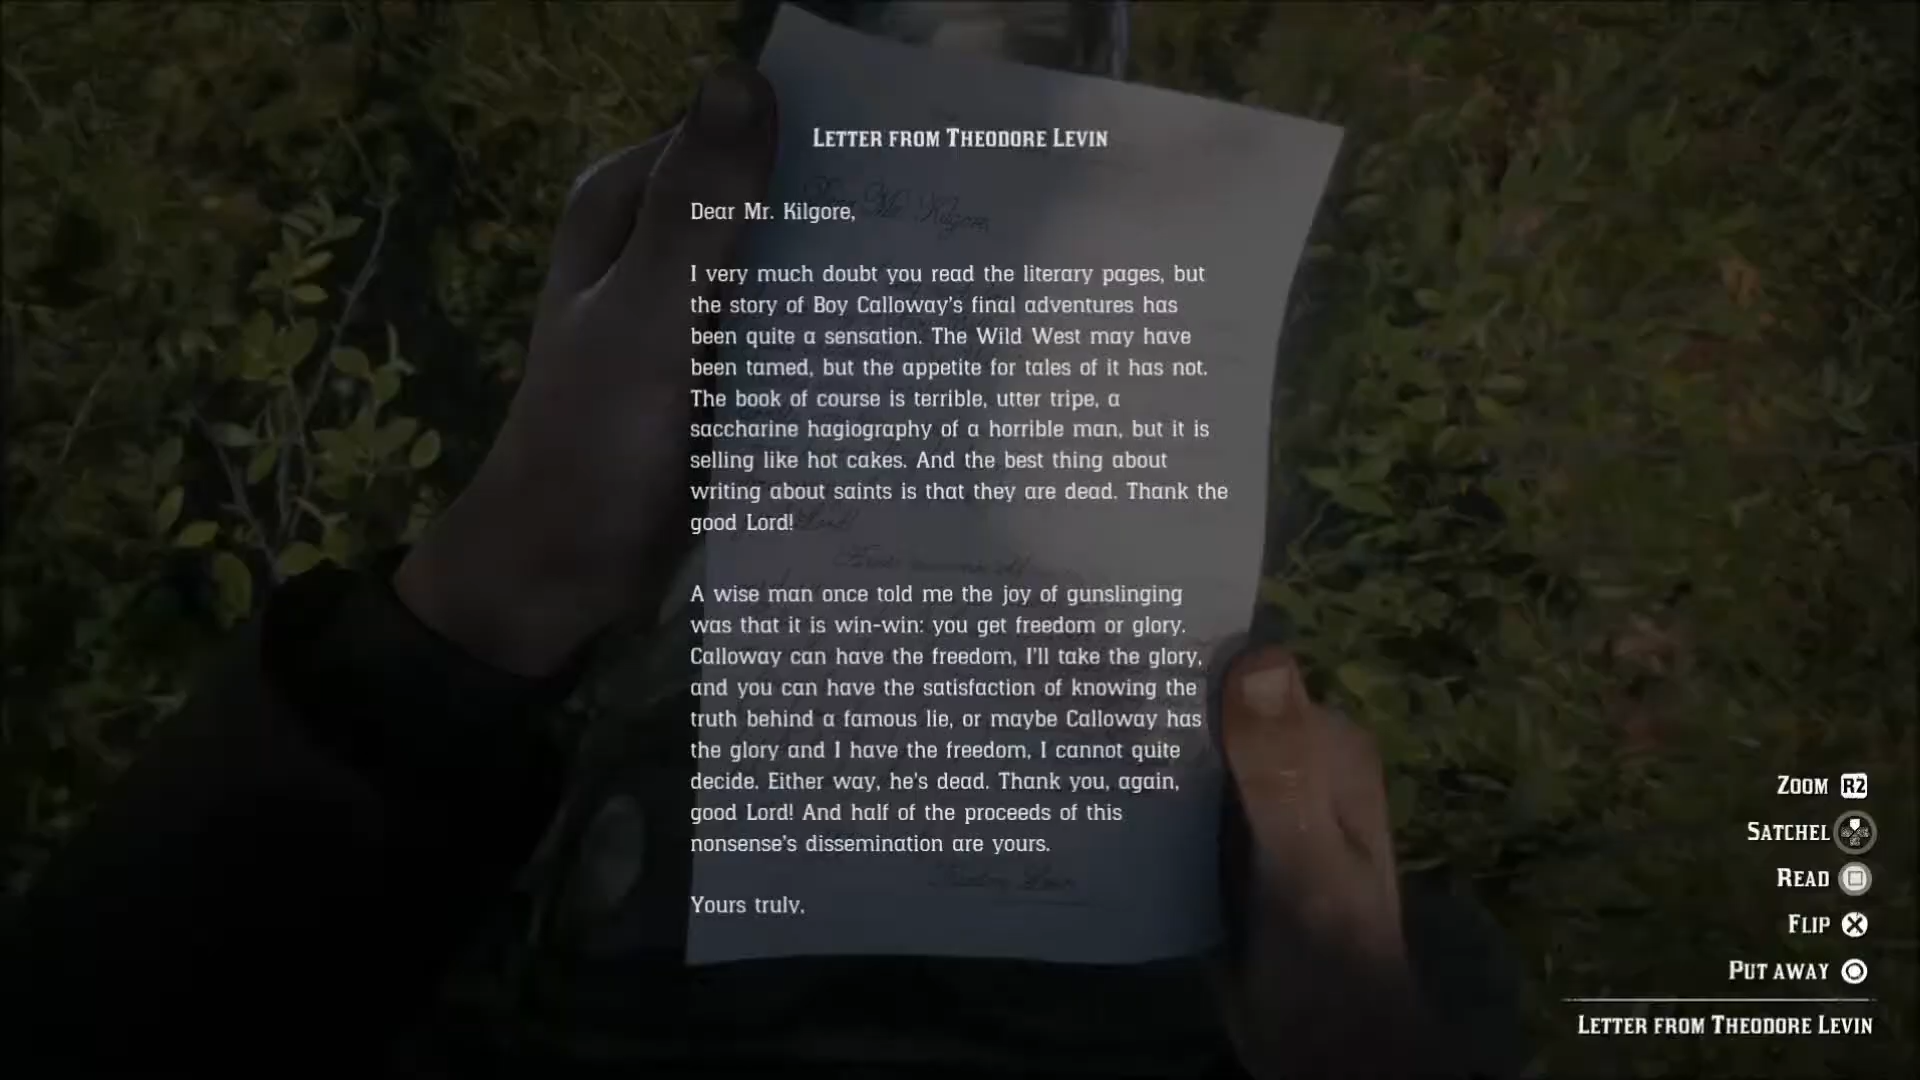 Letter from Theodore Levin
Dear Mr. Kilgore,
I very much doubt you read the literary pages, but
the story of Boy Calloway's final adventures has
been quite a sensation. The Wild West may have
been tamed, but the appetite for tales of it has not.
The book of course is terrible, utter tripe, a
saccharine hagiography of a horrible man, but it is
selling like hot cakes. And the best thing about
writing about saints is that they are dead. Thank the
good Lord!
A wise man once told me the joy of gunslinging
was that it is win-win: you get freedom or glory.
Calloway can have the freedom, I'll take the glory,
and you can have the satisfaction of knowing the
truth behind a famous lie, or maybe Calloway has
the glory and I have the freedom, I cannot quite
decide. Either way, he's dead. Thank you, again,
good Lord! And half of the proceeds of this
nonsense's dissemination are yours.
Yours truly,
Zoom R2
Satchel
Read
Flip
Put away
Letter from Theodore Levin